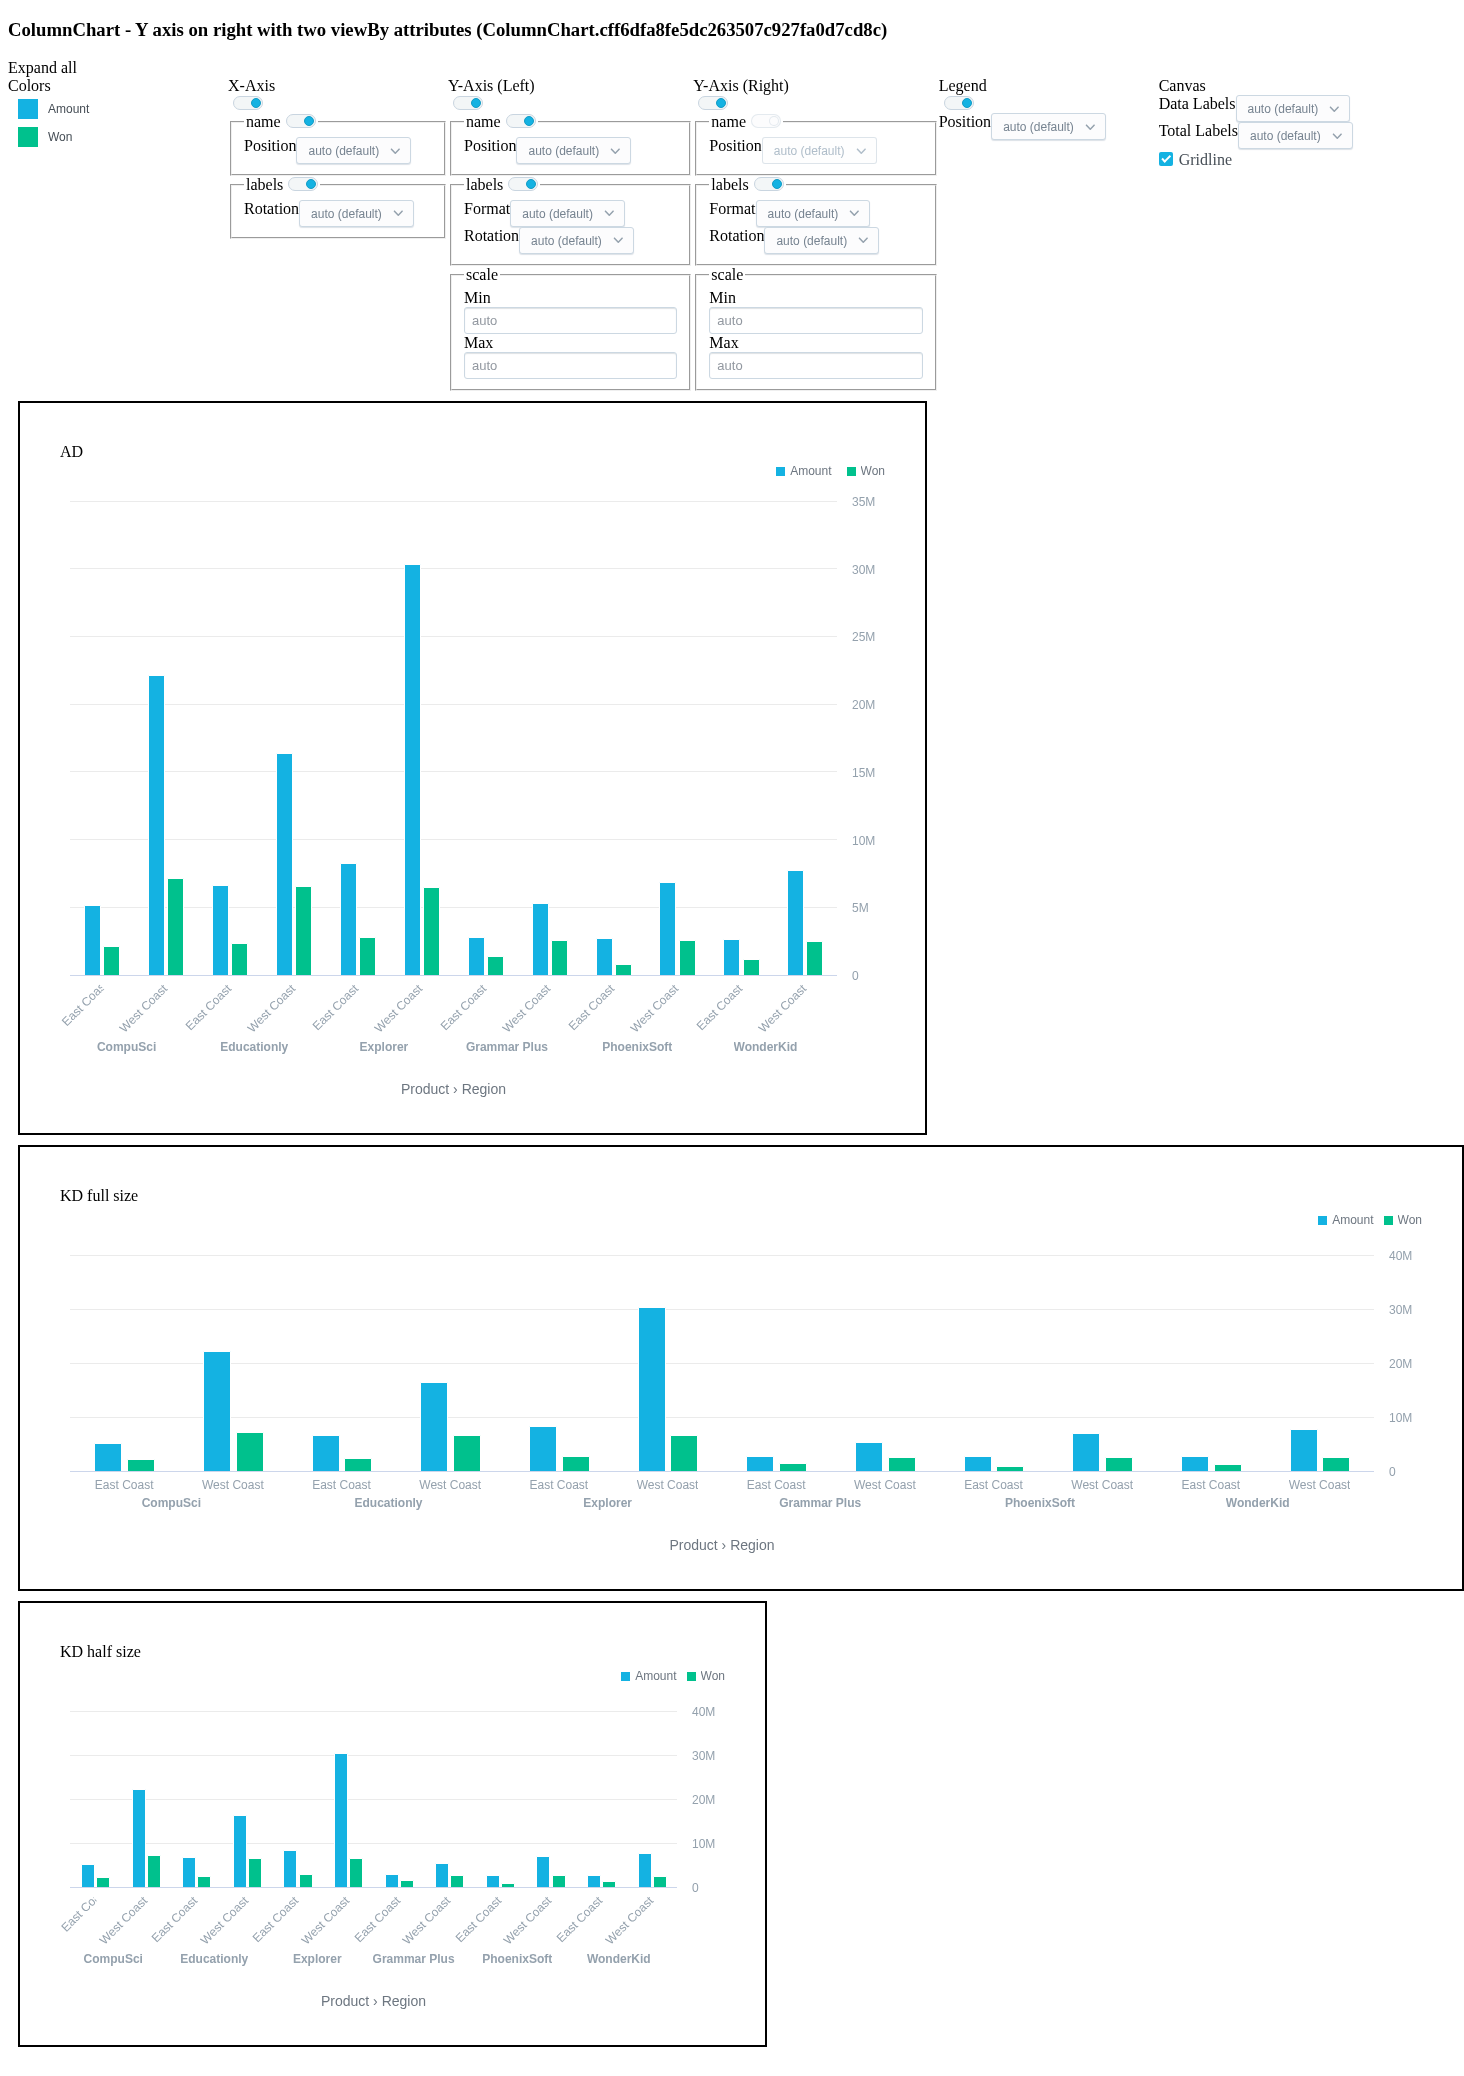 ColumnChart - Y axis on right with two viewBy attributes (ColumnChart.cff6dfa8fe5dc263507c927fa0d7cd8c)
Expand all
Colors
Amount
Won
X-Axis
name
Position auto (default)
labels
Rotation auto (default)
Y-Axis (Left)
name
Position auto (default)
labels
Format auto (default)
Rotation auto (default)
scale
Min
auto
Max
auto
Y-Axis (Right)
name
Position auto (default)
labels
Format auto (default)
Rotation auto (default)
scale
Min
auto
Max
auto
Legend
Position auto (default)
Canvas
Data Labels auto (default)
Total Labels auto (default)
Gridline
AD
Amount Won
35M
30M
25M
20M
15M
10M
5M
0
East Coas West Coast East Coast West Coast East Coast West Coast East Coast West Coast East Coast West Coast East Coast West Coast
CompuSci Educationly Explorer Grammar Plus PhoenixSoft WonderKid
Product › Region
KD full size
Amount Won
40M
30M
20M
10M
0
East Coast West Coast East Coast West Coast East Coast West Coast East Coast West Coast East Coast West Coast East Coast West Coast
CompuSci Educationly Explorer Grammar Plus PhoenixSoft WonderKid
Product › Region
KD half size
Amount Won
40M
30M
20M
10M
0
East Co West Coast East Coast West Coast East Coast West Coast East Coast West Coast East Coast West Coast East Coast West Coast
CompuSci Educationly Explorer Grammar Plus PhoenixSoft WonderKid
Product › Region